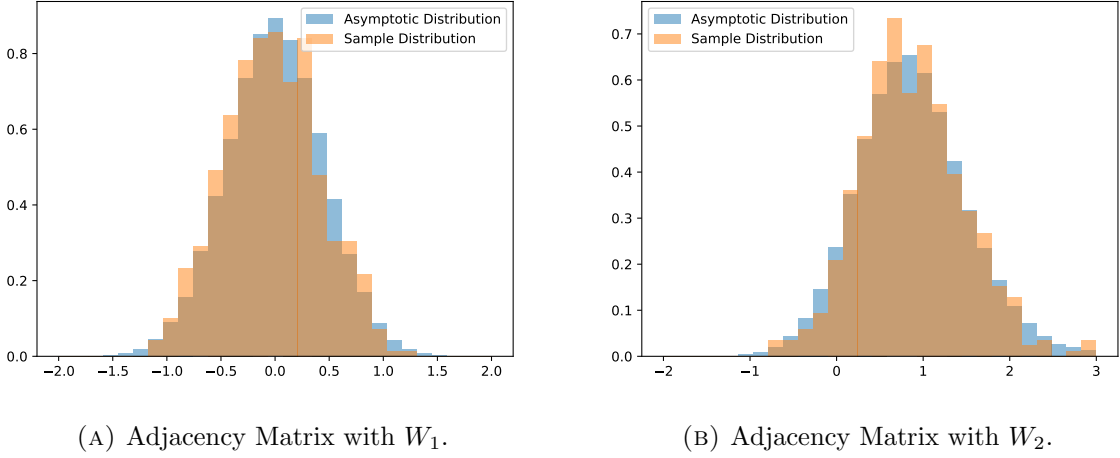 Asymptotic Distribution
Sample Distribution
0.8
0.6
0.4
0.2
0.0
−2.0 −1.5 −1.0 −0.5 0.0 0.5 1.0 1.5 2.0
(A) Adjacency Matrix with W₁.
Asymptotic Distribution
Sample Distribution
0.7
0.6
0.5
0.4
0.3
0.2
0.1
0.0
−2 −1 0 1 2 3
(B) Adjacency Matrix with W₂.